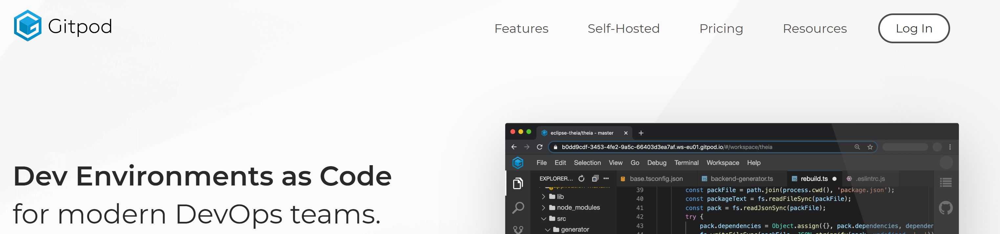 Gitpod
Features Self-Hosted Pricing Resources Log In
Dev Environments as Code
for modern DevOps teams.
eclipse-theia/theia - master
b0dd9cdf-3453-4fe2-9a5c-66403d3ea7af.ws-eu01.gitpod.io/#/workspace/theia
File Edit Selection View Go Debug Terminal Workspace Help
EXPLORER...
base.tsconfig.json backend-generator.ts rebuild.ts .eslintrc.js
lib
node_modules
src
generator
39 const packFile = path.join(process.cwd(), 'package.json');
40 const packageText = fs.readFileSync(packFile);
41 const pack = fs.readJsonSync(packFile);
42 try {
43 pack.dependencies = Object.assign({}, pack.dependencies, depender